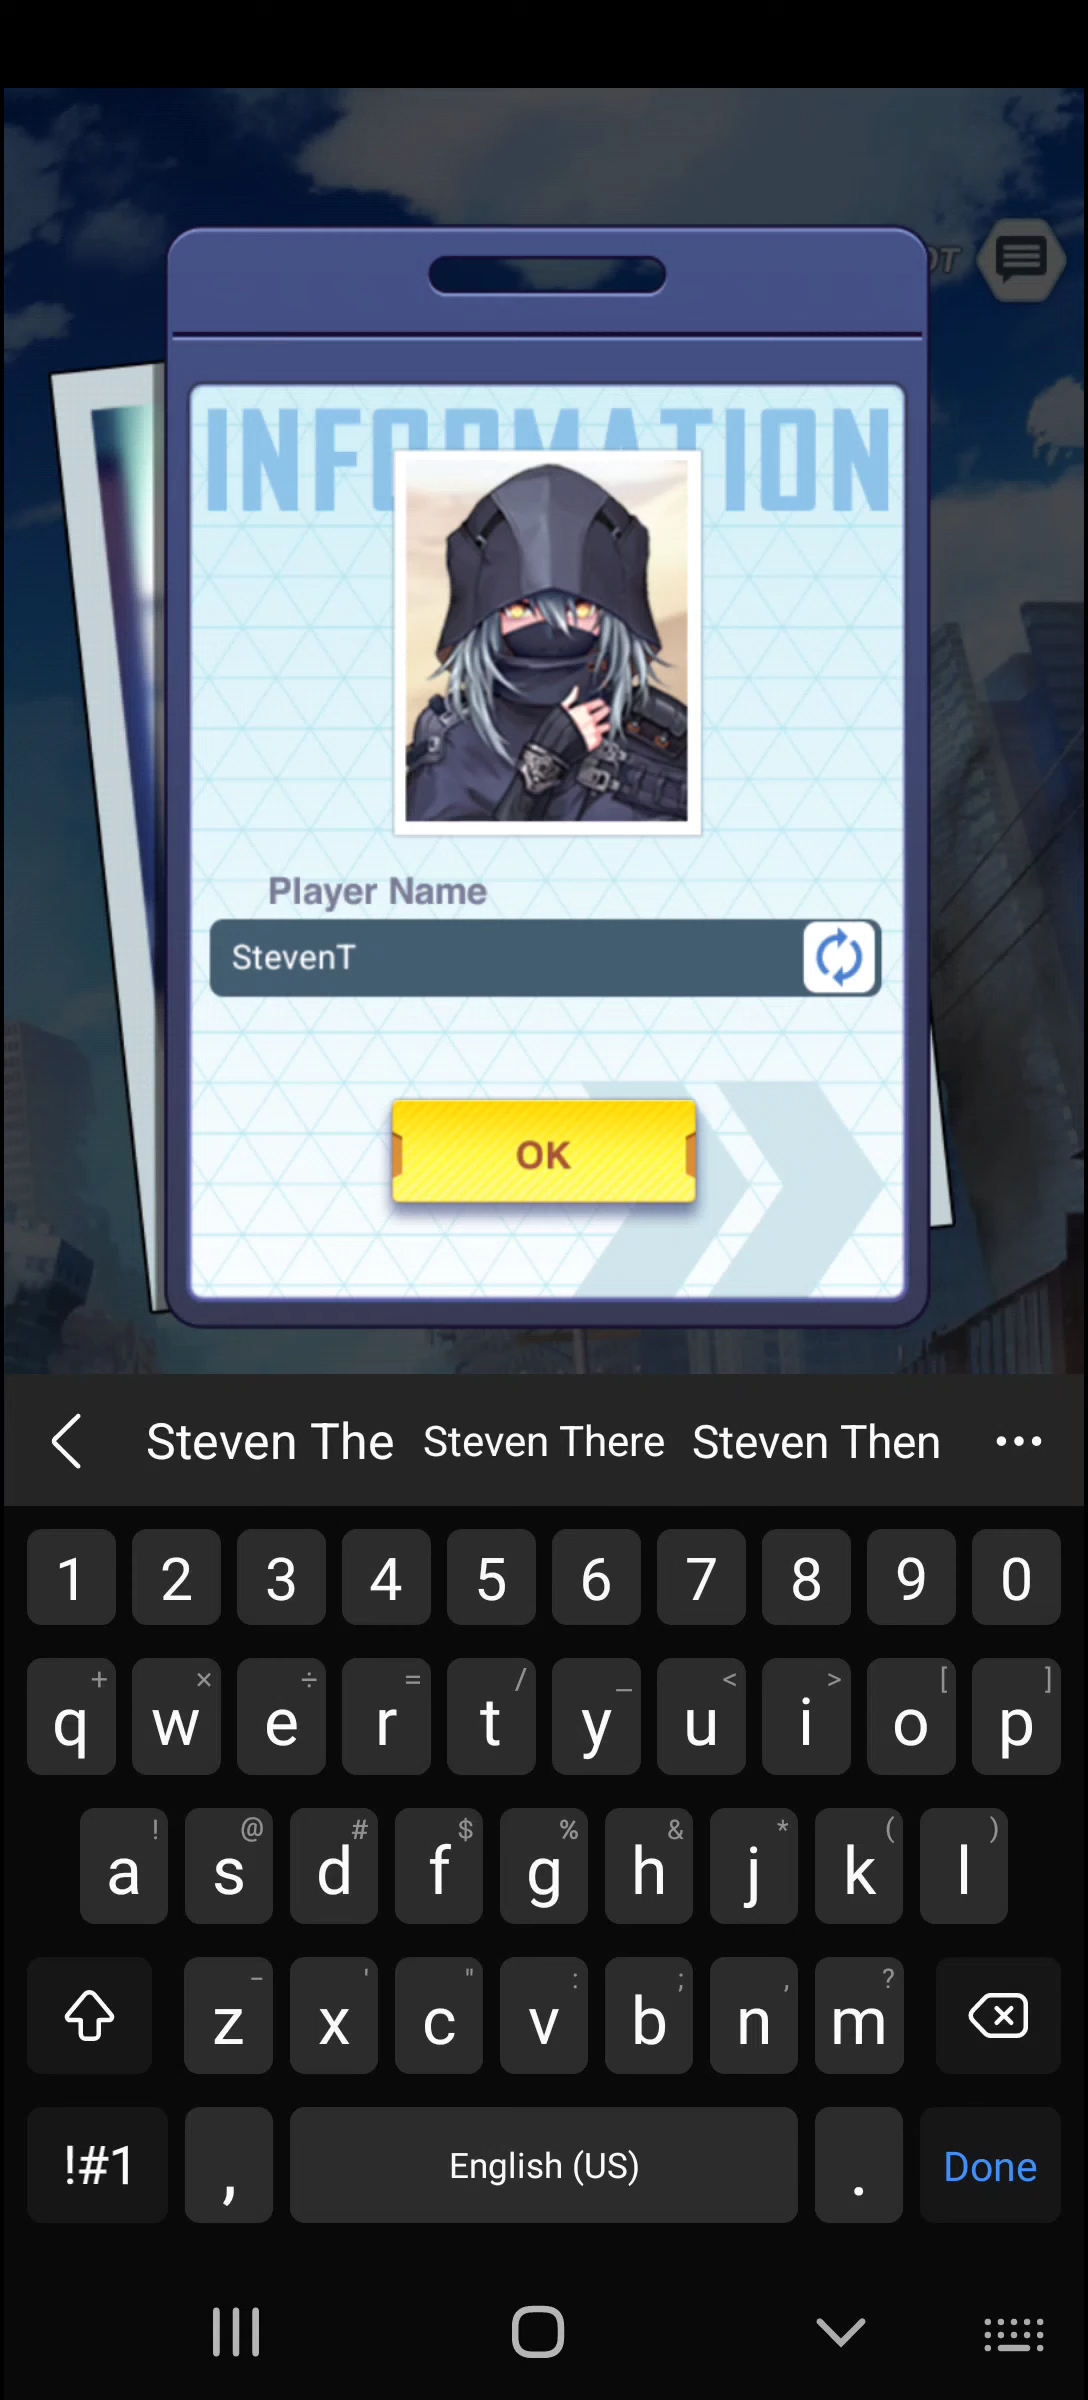 OT
INFORMATION
Player Name
StevenT
OK
Steven The Steven There Steven Then
1 2 3 4 5 6 7 8 9 0
+ × ÷ = / _ < > [ ]
q w e r t y u i o p
! @ # $ % & * ( )
a s d f g h j k l
- ' " : ; , ?
z x c v b n m
!#1 , English (US) . Done